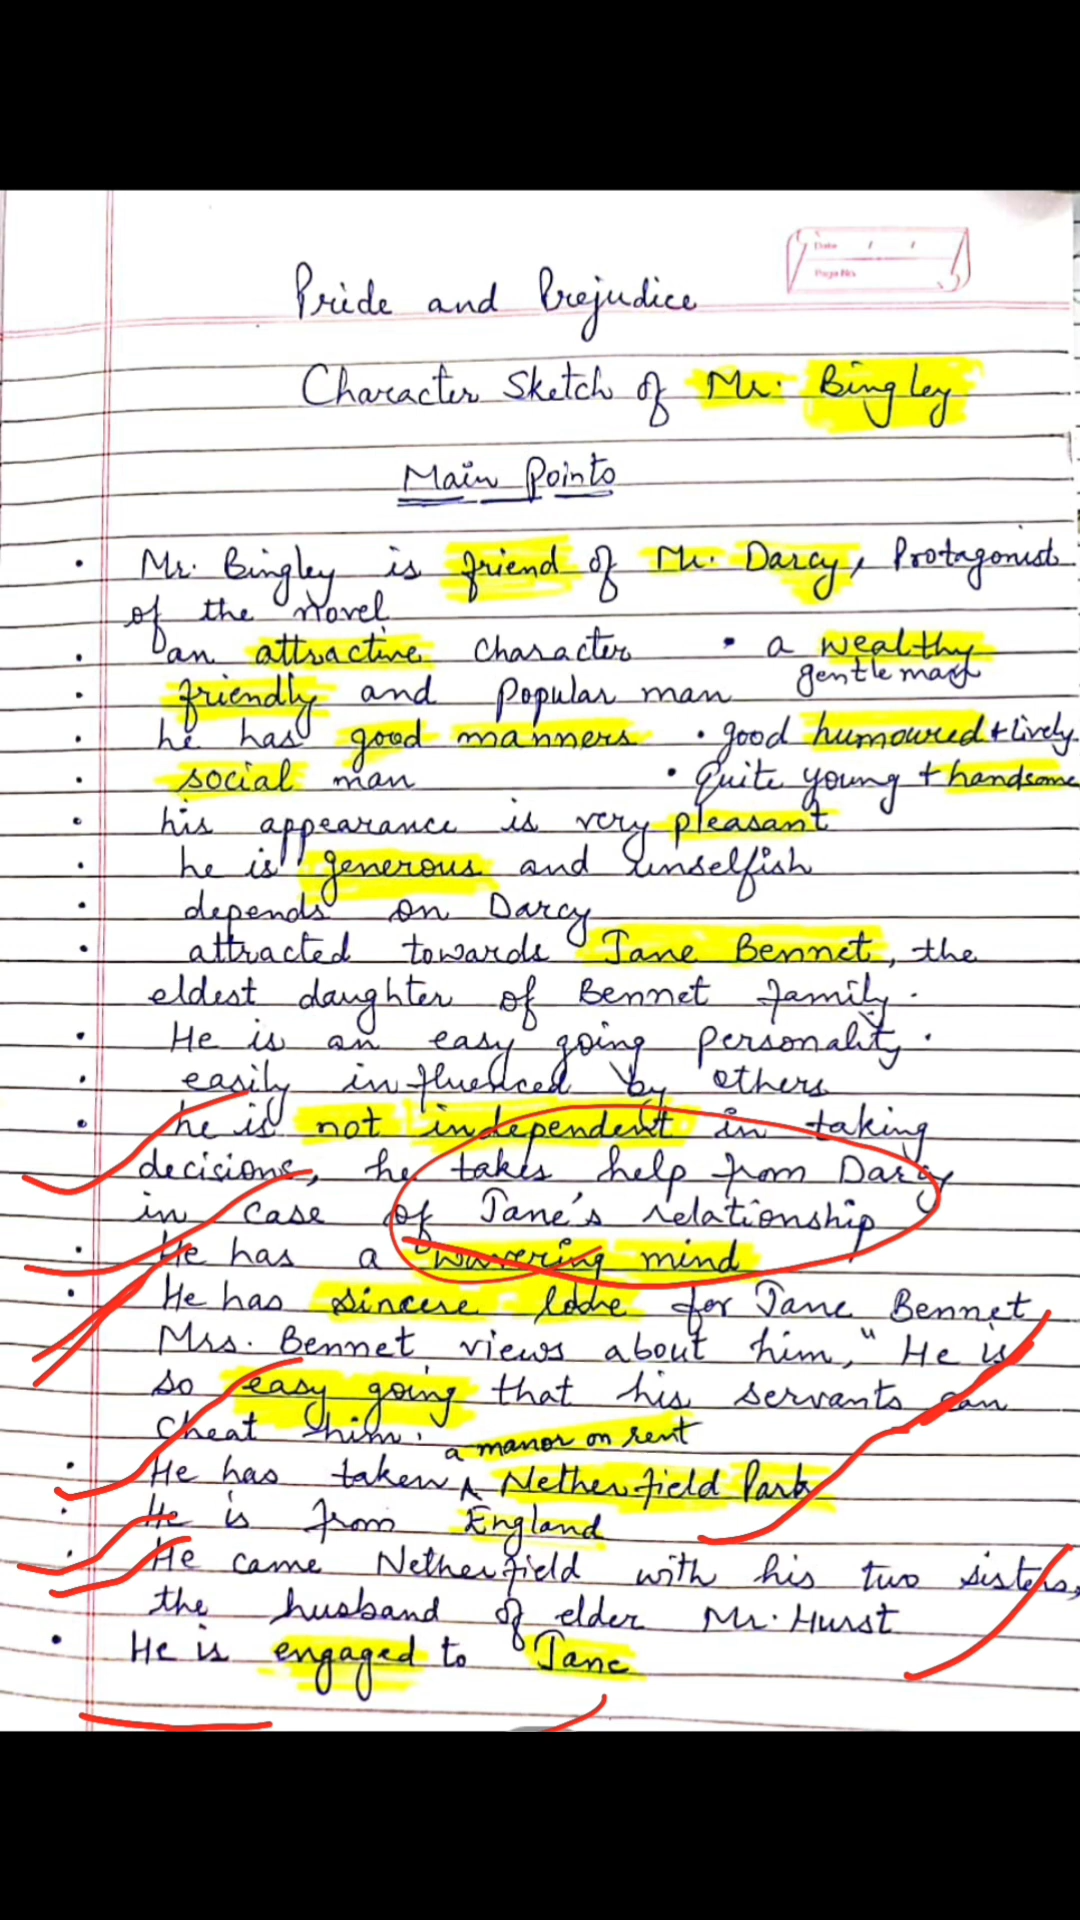 Date / /
Page No.
Pride and Prejudice
Character Sketch of Mr. Bingley
Main Points
• Mr. Bingley is friend of Mr. Darcy, Protagonist
of the novel
• an attractive character • a wealthy
gentleman
• friendly and popular man
• he has good manners • good humoured + lively.
• social man • Quite young + handsome
• his appearance is very pleasant
• he is generous and unselfish
• depends on Darcy
• attracted towards Jane Bennet, the
eldest daughter of Bennet family.
• He is an easy going personality.
• easily influenced by others
• he is not independent in taking
decisions, he takes help from Darcy
in case of Jane's relationship
• He has a wavering mind
• He has sincere love for Jane Bennet
Mrs. Bennet views about him, "He is
so easy going that his servants can
cheat him.
a manor on rent
• He has taken ^ Netherfield Park
• He is from England
• He came Netherfield with his two sisters,
the husband of elder Mr. Hurst
• He is engaged to Jane